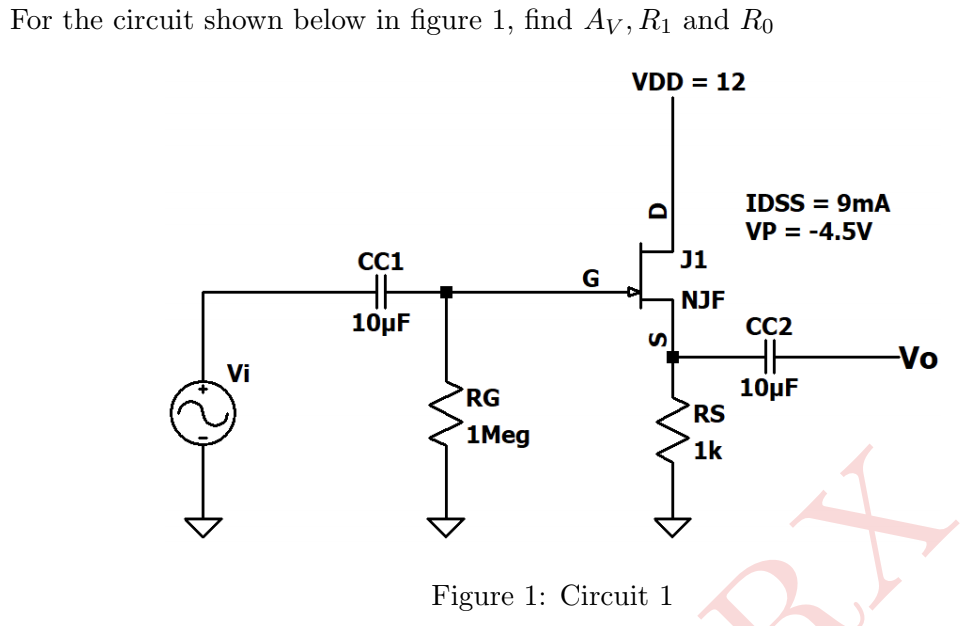 For the circuit shown below in figure 1, find A_V, R_1 and R_0
VDD = 12
D
IDSS = 9mA
VP = -4.5V
CC1
J1
G
NJF
10µF
S
CC2
Vo
Vi
+
10µF
RG
RS
1Meg
1k
-
Figure 1: Circuit 1
RX